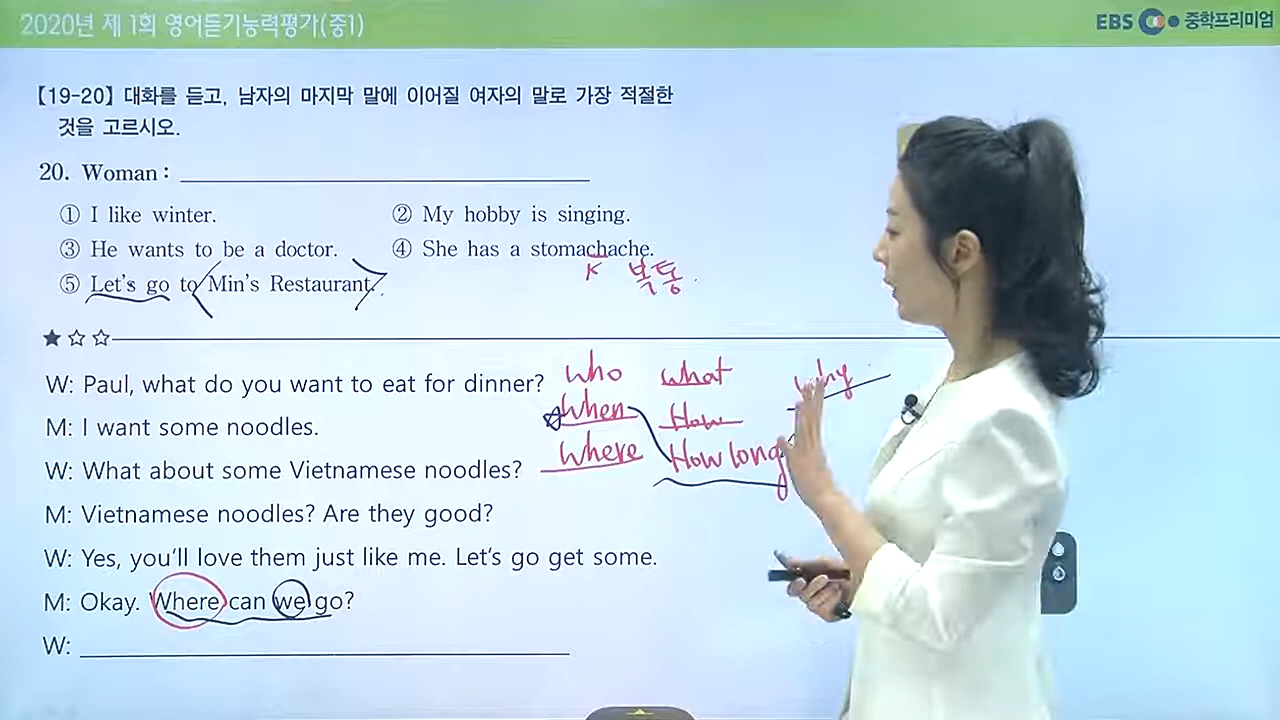 2020년 제 1회 영어듣기능력평가(중1)
EBS 중학프리미엄
【19-20】 대화를 듣고, 남자의 마지막 말에 이어질 여자의 말로 가장 적절한
것을 고르시오.
20. Woman :
① I like winter.
② My hobby is singing.
③ He wants to be a doctor.
④ She has a stomachache.
k 복통
⑤ Let's go to Min's Restaurant.
★☆☆
W: Paul, what do you want to eat for dinner?
who what why
M: I want some noodles.
When How
W: What about some Vietnamese noodles?
where How long
M: Vietnamese noodles? Are they good?
W: Yes, you'll love them just like me. Let's go get some.
M: Okay. Where can we go?
W: